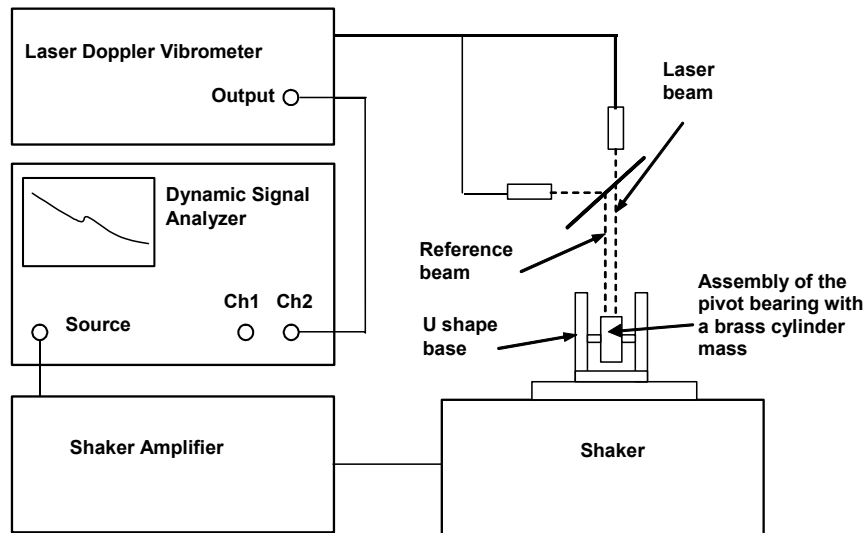 Laser Doppler Vibrometer
Output
Laser
beam
Dynamic Signal
Analyzer
Reference
beam
Assembly of the
pivot bearing with
a brass cylinder
mass
Source
Ch1
Ch2
U shape
base
Shaker Amplifier
Shaker